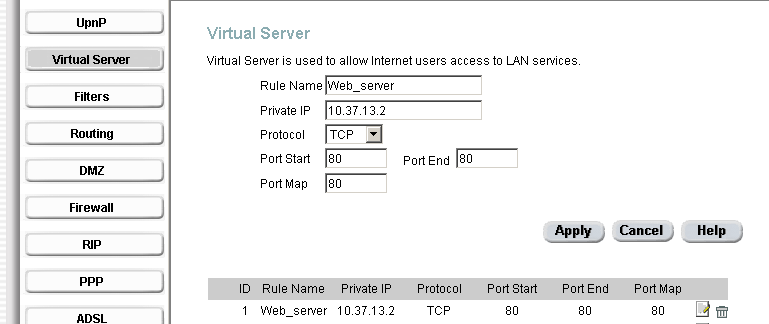 UpnP
Virtual Server
Filters
Routing
DMZ
Firewall
RIP
PPP
ADSL
Virtual Server
Virtual Server is used to allow Internet users access to LAN services.
Rule Name Web_server
Private IP 10.37.13.2
Protocol TCP
Port Start 80 Port End 80
Port Map 80
Apply Cancel Help
ID Rule Name Private IP Protocol Port Start Port End Port Map
1 Web_server 10.37.13.2 TCP 80 80 80